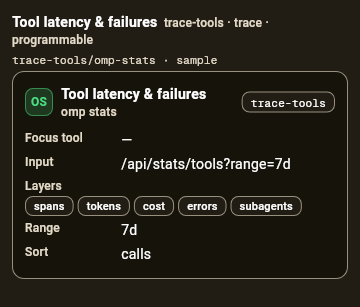 Tool latency & failures trace-tools · trace ·
programmable
trace-tools/omp-stats · sample
OS Tool latency & failures trace-tools
omp stats
Focus tool —
Input /api/stats/tools?range=7d
Layers
spans tokens cost errors subagents
Range 7d
Sort calls